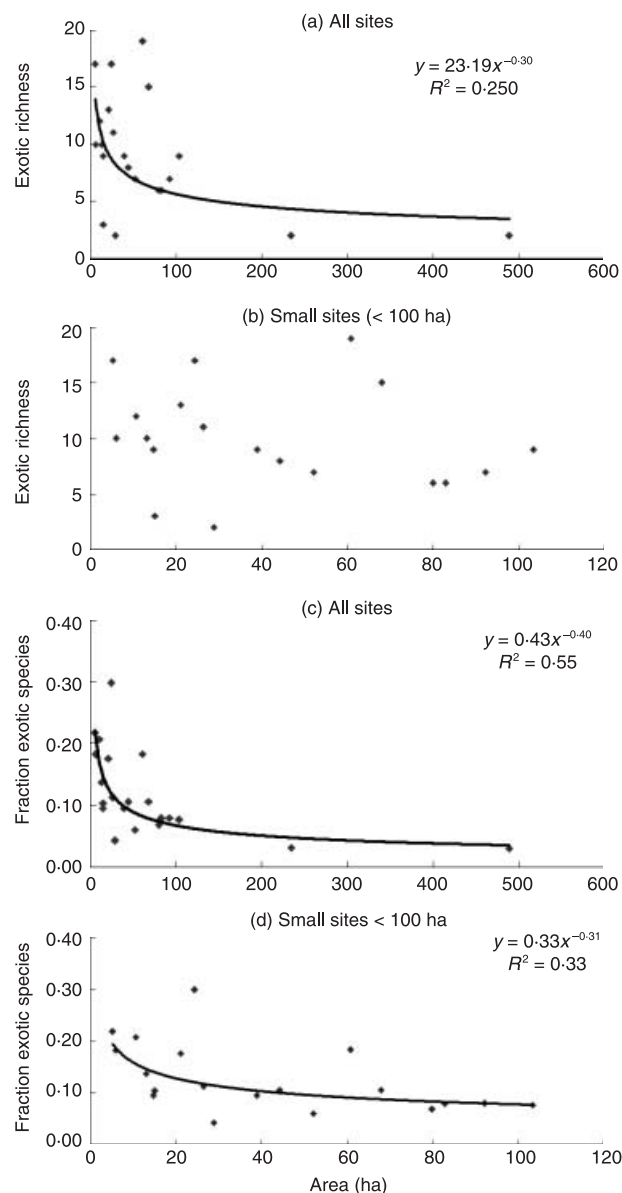 (a) All sites
20
15
10
5
0
Exotic richness
y = 23·19x⁻⁰·³⁰
R² = 0·250
0 100 200 300 400 500 600
(b) Small sites (< 100 ha)
20
15
10
5
0
Exotic richness
0 20 40 60 80 100 120
(c) All sites
0·40
0·30
0·20
0·10
0·00
Fraction exotic species
y = 0·43x⁻⁰·⁴⁰
R² = 0·55
0 100 200 300 400 500 600
(d) Small sites < 100 ha
0·40
0·30
0·20
0·10
0·00
Fraction exotic species
y = 0·33x⁻⁰·³¹
R² = 0·33
0 20 40 60 80 100 120
Area (ha)